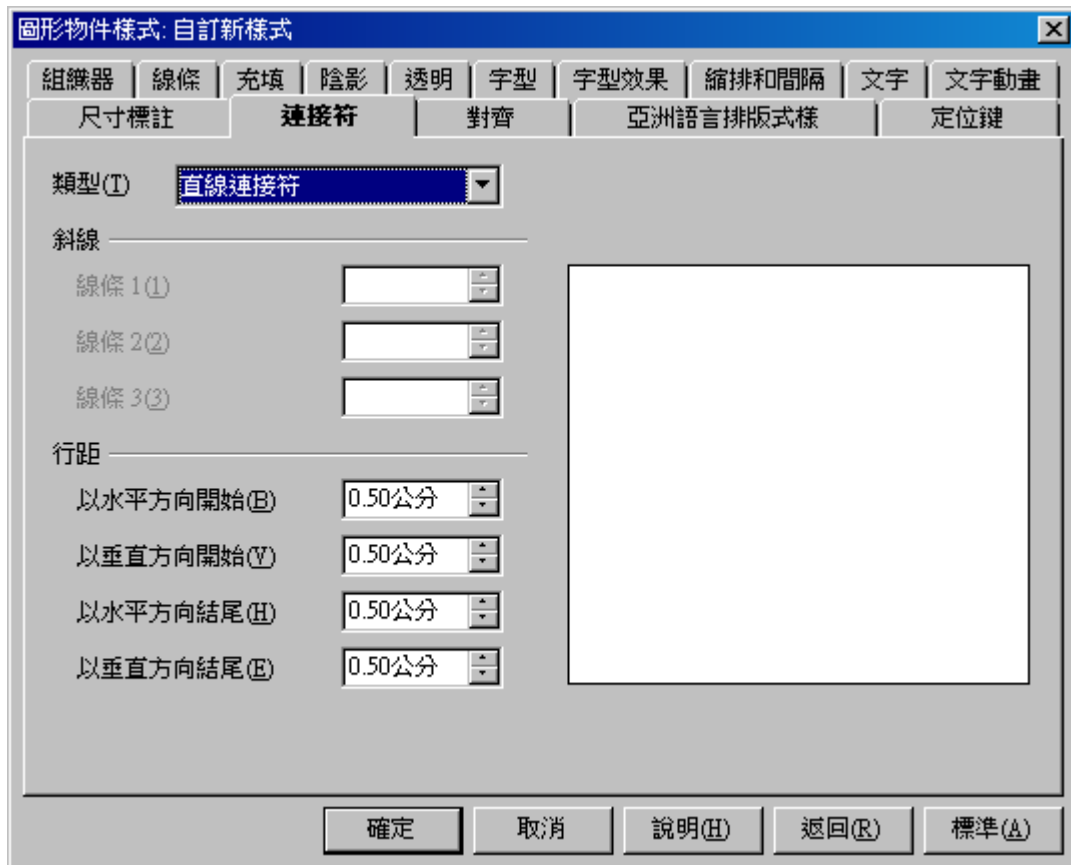 圖形物件樣式: 自訂新樣式
組織器 線條 充填 陰影 透明 字型 字型效果 縮排和間隔 文字 文字動畫
尺寸標註 連接符 對齊 亞洲語言排版式樣 定位鍵
類型(T) 直線連接符
斜線
線條 1(1)
線條 2(2)
線條 3(3)
行距
以水平方向開始(B) 0.50公分
以垂直方向開始(V) 0.50公分
以水平方向結尾(H) 0.50公分
以垂直方向結尾(E) 0.50公分
確定 取消 說明(H) 返回(R) 標準(A)